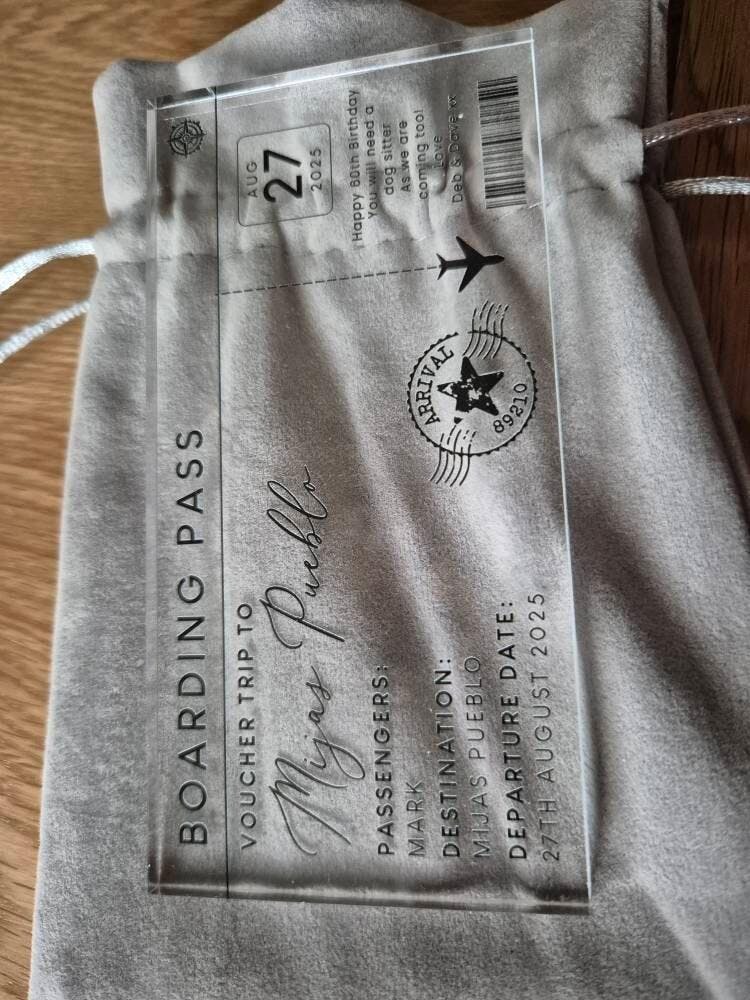 BOARDING PASS
VOUCHER TRIP TO
Mijas Pueblo
PASSENGERS:
MARK
DESTINATION:
MIJAS PUEBLO
DEPARTURE DATE:
27TH AUGUST 2025
ARRIVAL
89210
AUG
27
2025
Happy 60th Birthday
You will need a
dog sitter
As we are
coming too!
Love
Deb & Dave xx